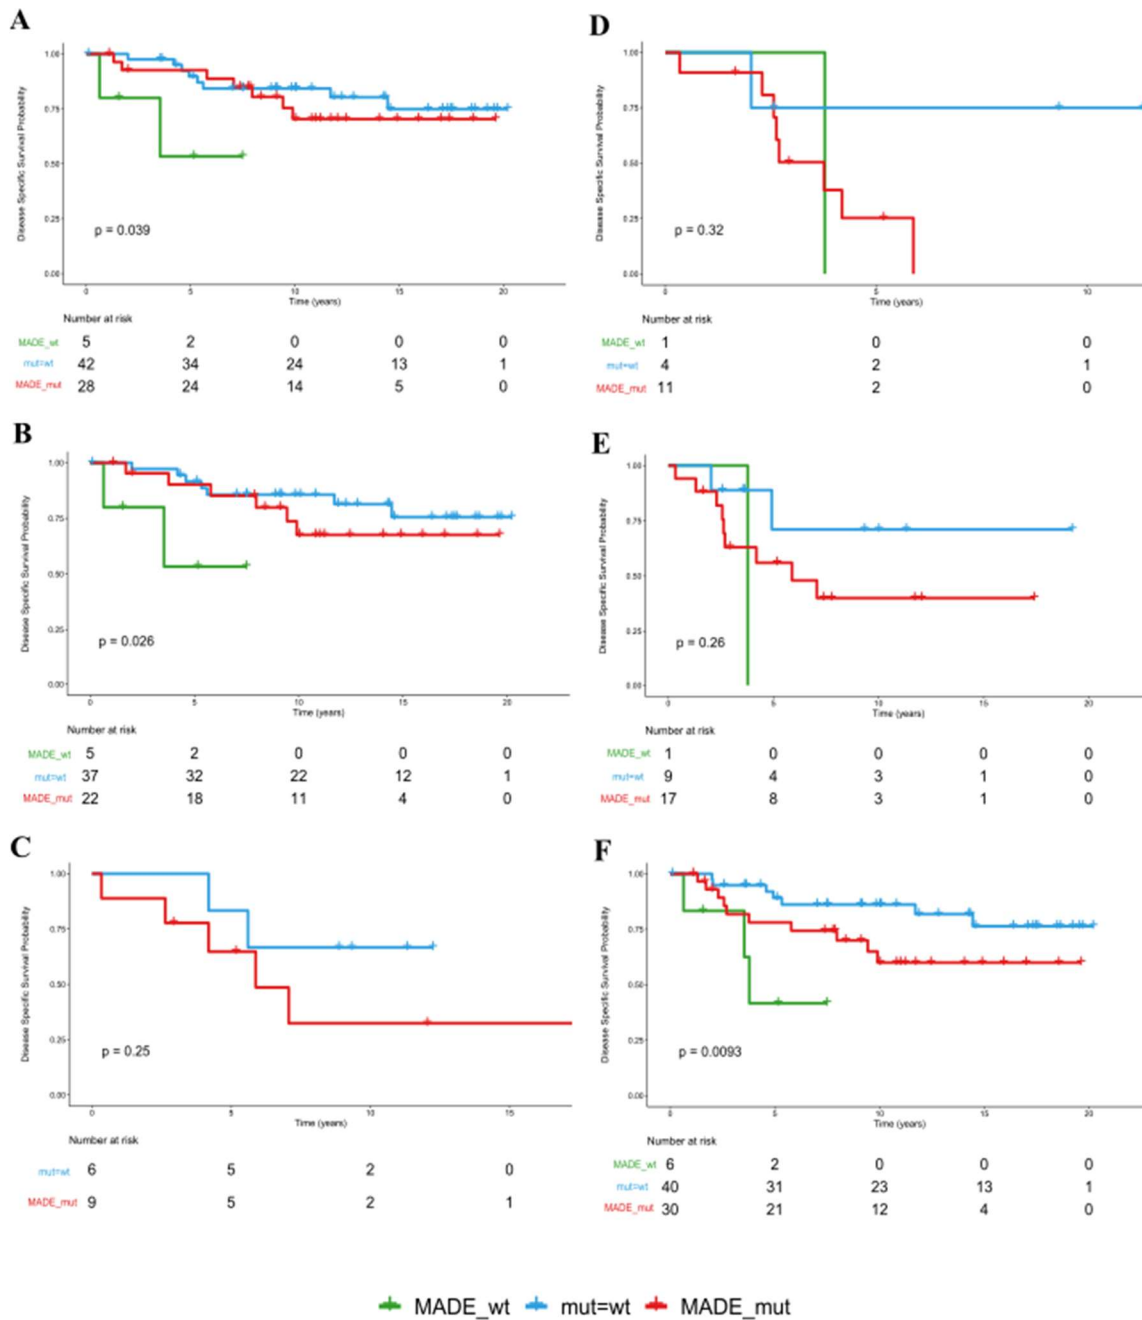 A
Disease Specific Survival Probability
1.00
0.75
0.50
0.25
0.00
p = 0.039
0 5 10 15 20
Time (years)
Number at risk
MADE_wt 5 2 0 0 0
mut=wt 42 34 24 13 1
MADE_mut 28 24 14 5 0
B
Disease Specific Survival Probability
1.00
0.75
0.50
0.25
0.00
p = 0.026
0 5 10 15 20
Time (years)
Number at risk
MADE_wt 5 2 0 0 0
mut=wt 37 32 22 12 1
MADE_mut 22 18 11 4 0
C
Disease Specific Survival Probability
1.00
0.75
0.50
0.25
0.00
p = 0.25
0 5 10 15
Time (years)
Number at risk
mut=wt 6 5 2 0
MADE_mut 9 5 2 1
D
Disease Specific Survival Probability
1.00
0.75
0.50
0.25
0.00
p = 0.32
0 5 10
Time (years)
Number at risk
MADE_wt 1 0 0
mut=wt 4 2 1
MADE_mut 11 2 0
E
Disease Specific Survival Probability
1.00
0.75
0.50
0.25
0.00
p = 0.26
0 5 10 15 20
Time (years)
Number at risk
MADE_wt 1 0 0 0 0
mut=wt 9 4 3 1 0
MADE_mut 17 8 3 1 0
F
Disease Specific Survival Probability
1.00
0.75
0.50
0.25
0.00
p = 0.0093
0 5 10 15 20
Time (years)
Number at risk
MADE_wt 6 2 0 0 0
mut=wt 40 31 23 13 1
MADE_mut 30 21 12 4 0
MADE_wt mut=wt MADE_mut